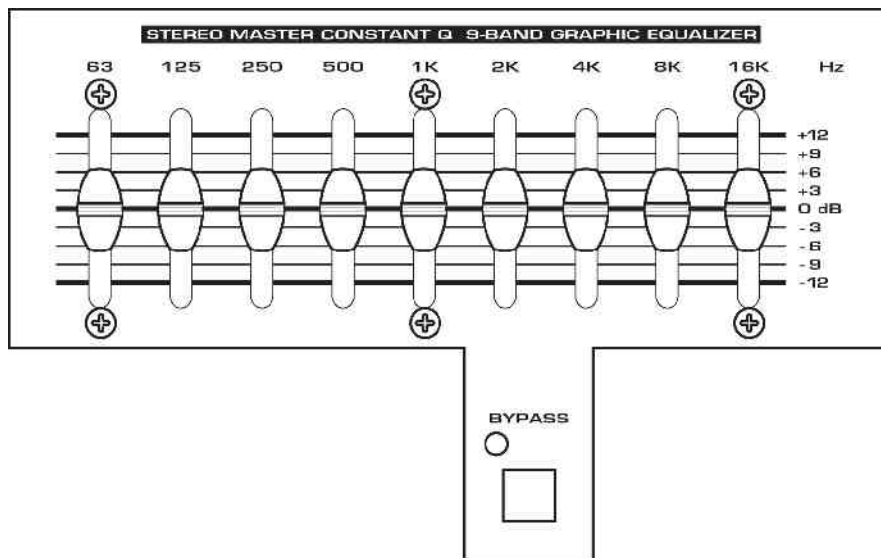 STEREO MASTER CONSTANT Q 9-BAND GRAPHIC EQUALIZER
63 125 250 500 1K 2K 4K 8K 16K Hz
+12
+9
+6
+3
0 dB
-3
-6
-9
-12
BYPASS